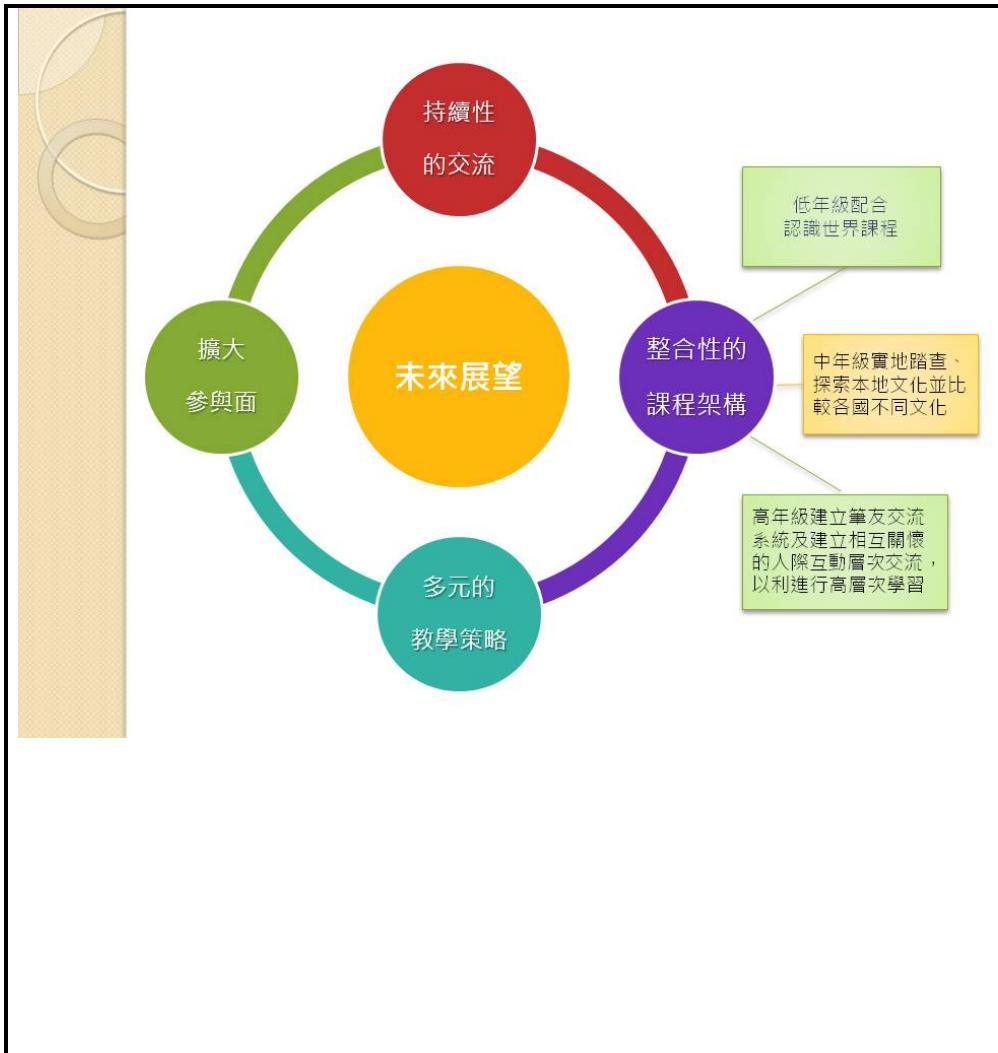 持續性
的交流
低年級配合
認識世界課程
擴大
參與面
未來展望
整合性的
課程架構
中年級實地踏查、
探索本地文化並比
較各國不同文化
高年級建立筆友交流
系統及建立相互關懷
的人際互動層次交流，
以利進行高層次學習
多元的
教學策略